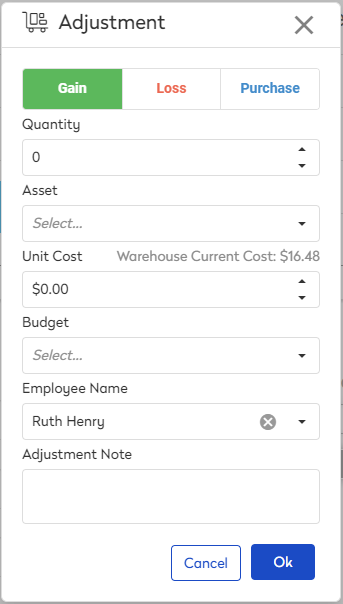 Adjustment
Gain Loss Purchase
Quantity
0
Asset
Select...
Unit Cost Warehouse Current Cost: $16.48
$0.00
Budget
Select...
Employee Name
Ruth Henry
Adjustment Note
Cancel Ok